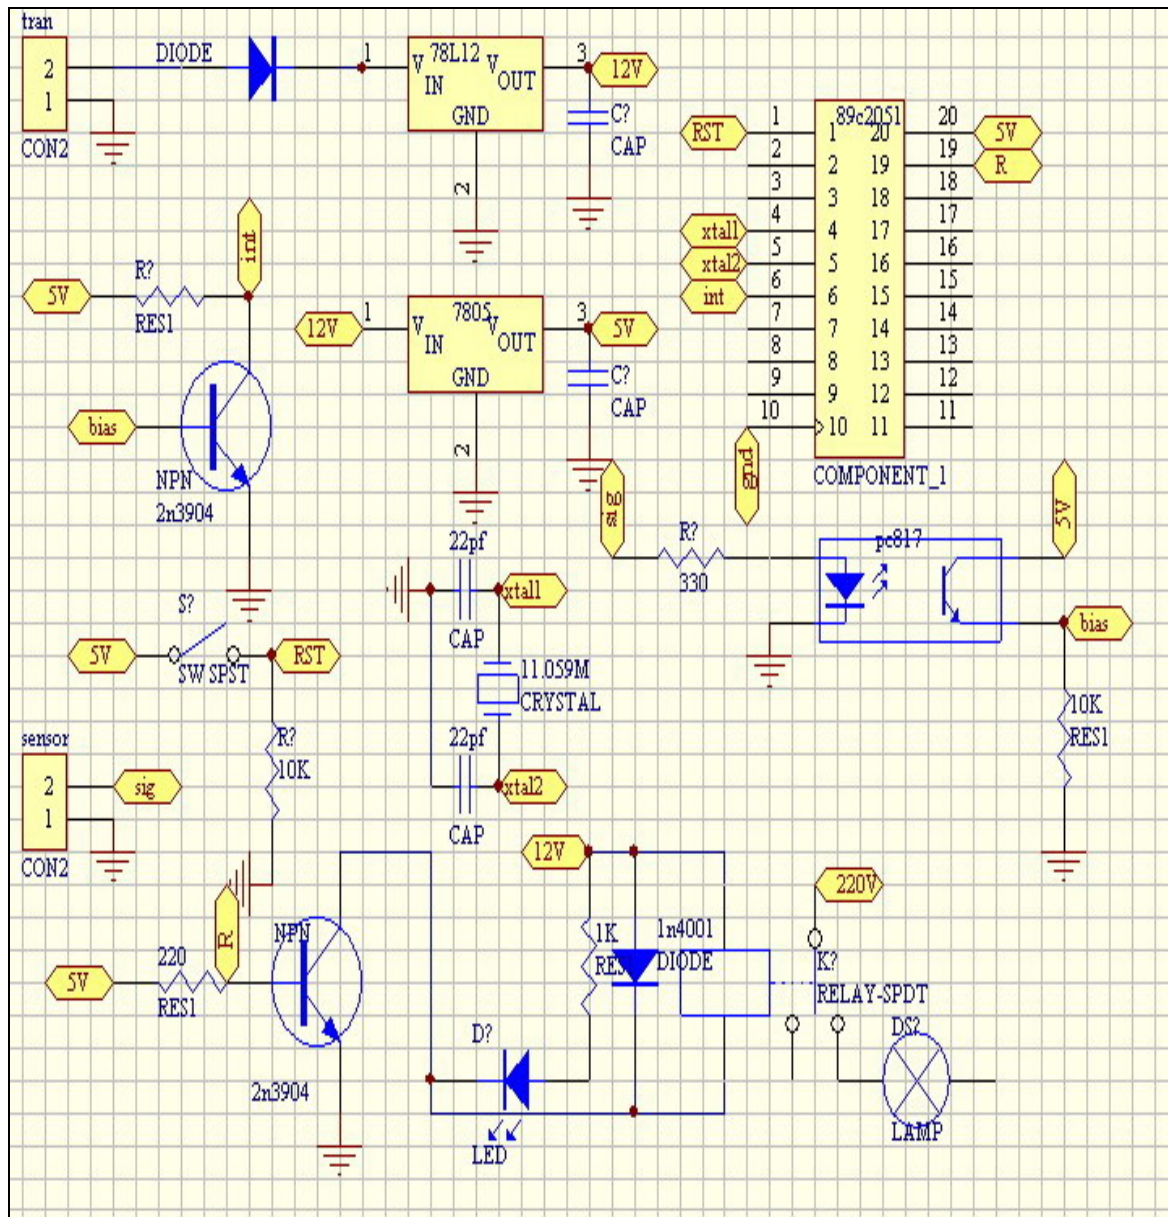 tran
2
1
CON2
DIODE
1
78L12
V IN
V OUT
GND
3
2
12V
C?
CAP
RST
1
2
3
4
5
6
7
8
9
10
xtal1
xtal2
int
gnd
89c2051
1 20
2 19
3 18
4 17
5 16
6 15
7 14
8 13
9 12
10 11
20
19
18
17
16
15
14
13
12
11
5V
R
COMPONENT_1
int
5V
R?
RES1
bias
NPN
2n3904
12V
1
7805
V IN
V OUT
GND
3
2
5V
C?
CAP
sig
R?
330
pc817
5V
bias
10K
RES1
22pf
CAP
xtal1
11.059M
CRYSTAL
22pf
CAP
xtal2
S?
5V
SW SPST
RST
R?
10K
sensor
2
1
CON2
sig
R
5V
220
RES1
NPN
2n3904
12V
1K
RES1
1n4001
DIODE
220V
K?
RELAY-SPDT
D?
LED
DS?
LAMP